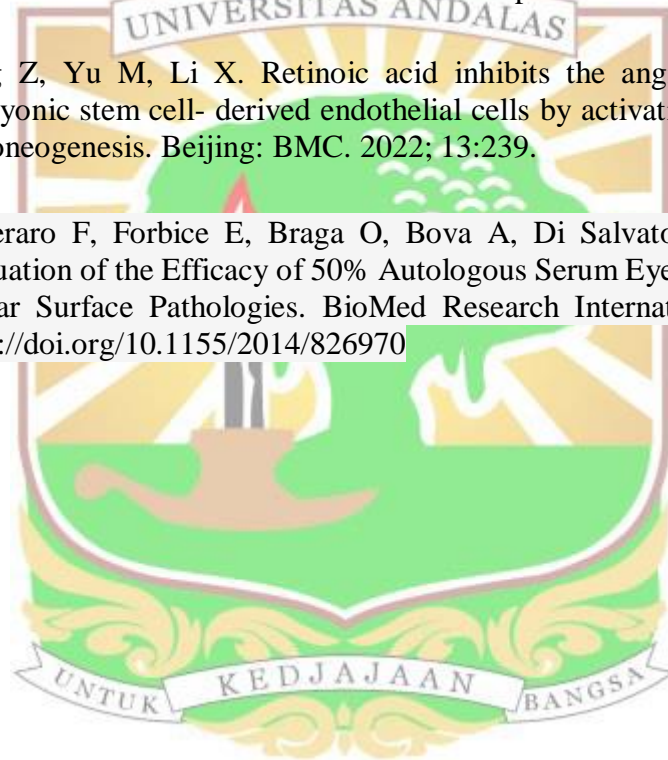 UNIVERSITAS ANDALAS
g Z, Yu M, Li X. Retinoic acid inhibits the ang
yonic stem cell- derived endothelial cells by activati
oneogenesis. Beijing: BMC. 2022; 13:239.
eraro F, Forbice E, Braga O, Bova A, Di Salvato
uation of the Efficacy of 50% Autologous Serum Eye
ar Surface Pathologies. BioMed Research Internat
://doi.org/10.1155/2014/826970
UNTUK KEDJAJAAN BANGSA